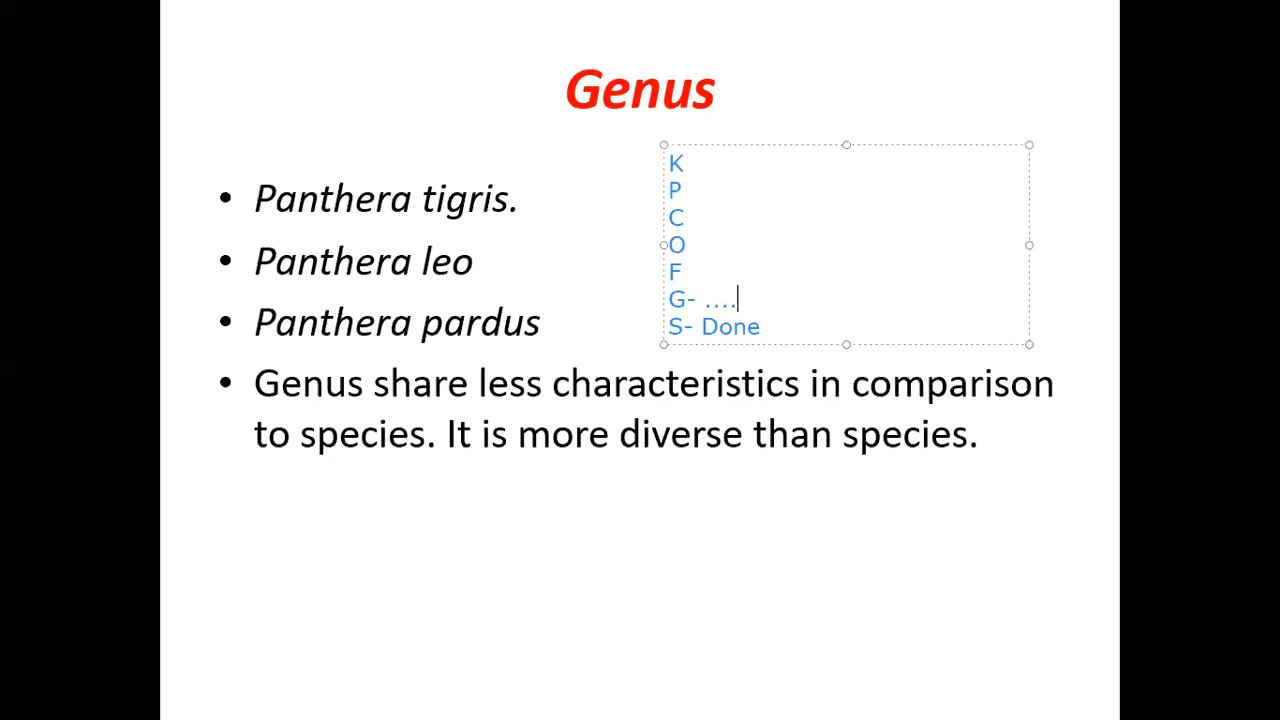 Genus
K
P
C
O
F
G- ....
S- Done
• Panthera tigris.
• Panthera leo
• Panthera pardus
• Genus share less characteristics in comparison
to species. It is more diverse than species.